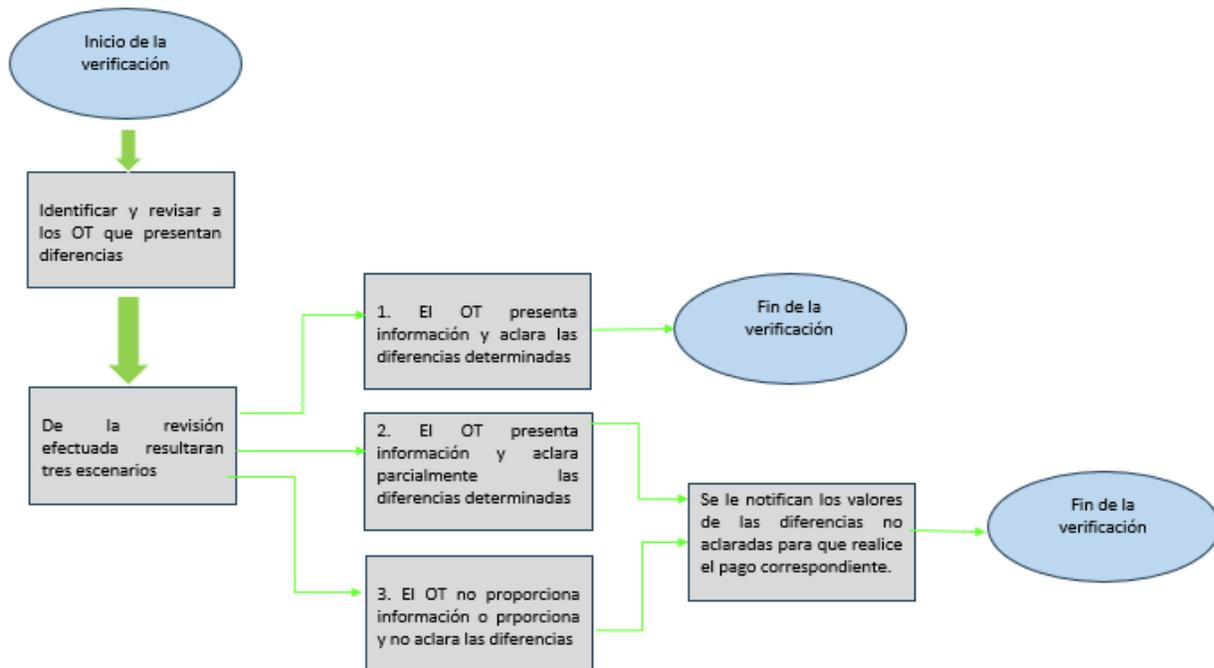 Inicio de la
verificación
Identificar y revisar a
los OT que presentan
diferencias
De la revisión
efectuada resultaran
tres escenarios
1. El OT presenta
información y aclara las
diferencias determinadas
Fin de la
verificación
2. El OT presenta
información y aclara
parcialmente las
diferencias determinadas
3. El OT no proporciona
información o prporciona
y no aclara las diferencias
Se le notifican los valores
de las diferencias no
aclaradas para que realice
el pago correspondiente.
Fin de la
verificación